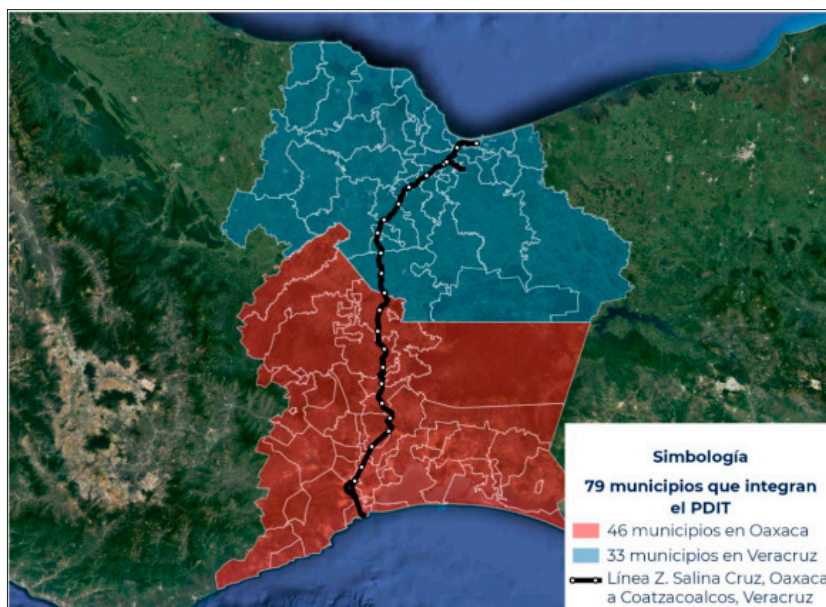 Simbología
79 municipios que integran
el PDIT
46 municipios en Oaxaca
33 municipios en Veracruz
Línea Z. Salina Cruz, Oaxaca
a Coatzacoalcos, Veracruz